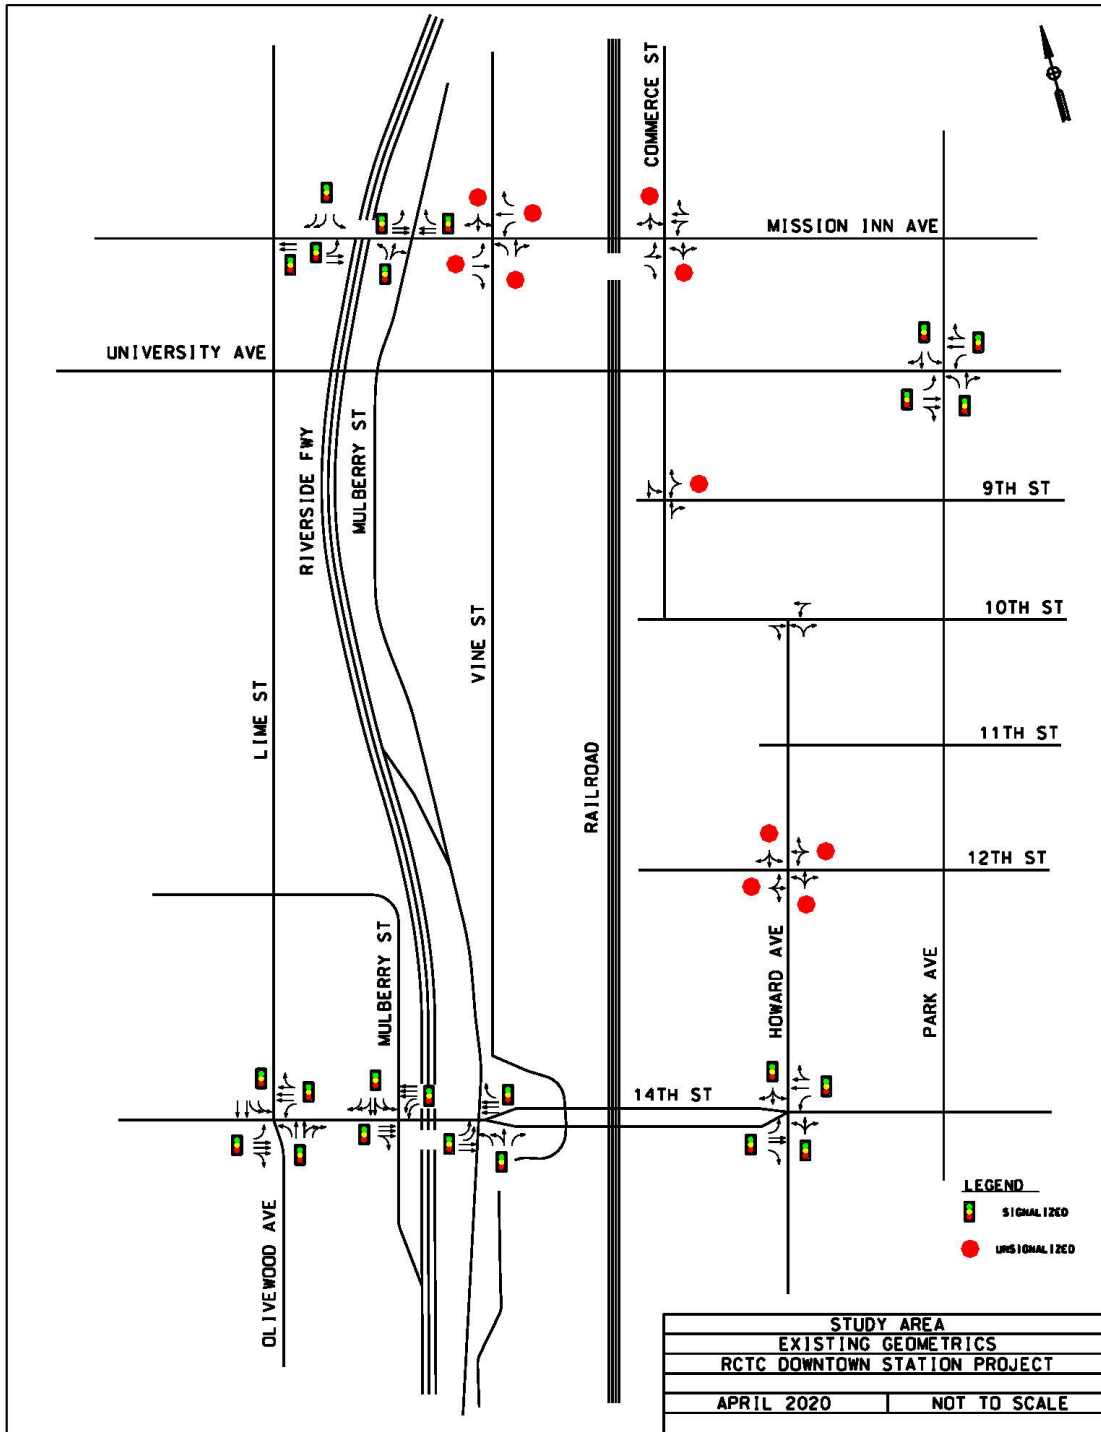 COMMERCE ST
MISSION INN AVE
UNIVERSITY AVE
RIVERSIDE FWY
MULBERRY ST
9TH ST
10TH ST
VINE ST
LIME ST
11TH ST
RAILROAD
12TH ST
MULBERRY ST
HOWARD AVE
PARK AVE
14TH ST
OLIVEWOOD AVE
LEGEND
SIGNALIZED
UNSIGNALIZED
STUDY AREA
EXISTING GEOMETRICS
RCTC DOWNTOWN STATION PROJECT
APRIL 2020 NOT TO SCALE